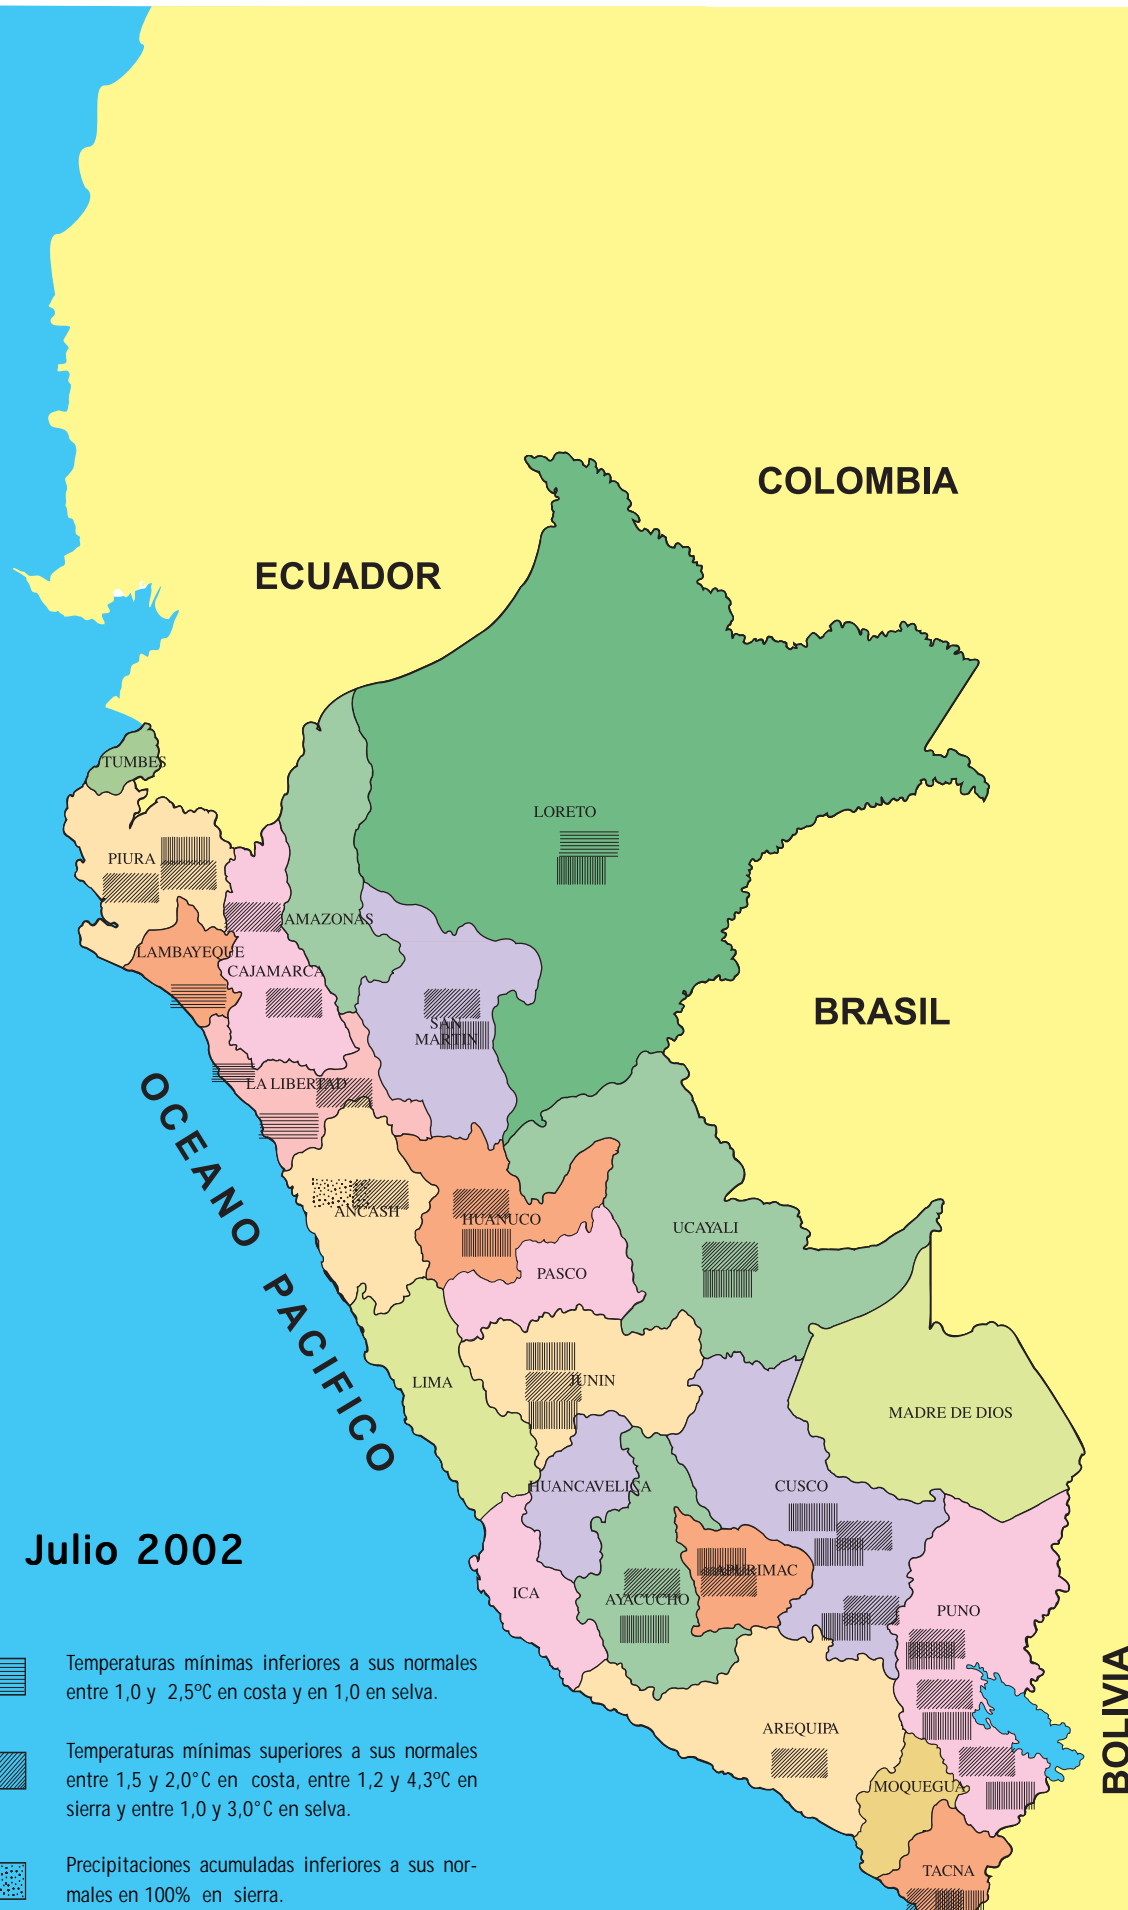 COLOMBIA
ECUADOR
TUMBES
LORETO
PIURA
AMAZONAS
LAMBAYEQUE
CAJAMARCA
BRASIL
SAN
MARTIN
LA LIBERTAD
OCEANO PACIFICO
ANCASH
HUANUCO
UCAYALI
PASCO
JUNIN
LIMA
MADRE DE DIOS
HUANCAVELICA
CUSCO
Julio 2002
APURIMAC
ICA
AYACUCHO
PUNO
BOLIVIA
AREQUIPA
MOQUEGUA
TACNA
Temperaturas mínimas inferiores a sus normales
entre 1,0 y 2,5ºC en costa y en 1,0 en selva.
Temperaturas mínimas superiores a sus normales
entre 1,5 y 2,0°C en costa, entre 1,2 y 4,3ºC en
sierra y entre 1,0 y 3,0°C en selva.
Precipitaciones acumuladas inferiores a sus nor-
males en 100% en sierra.